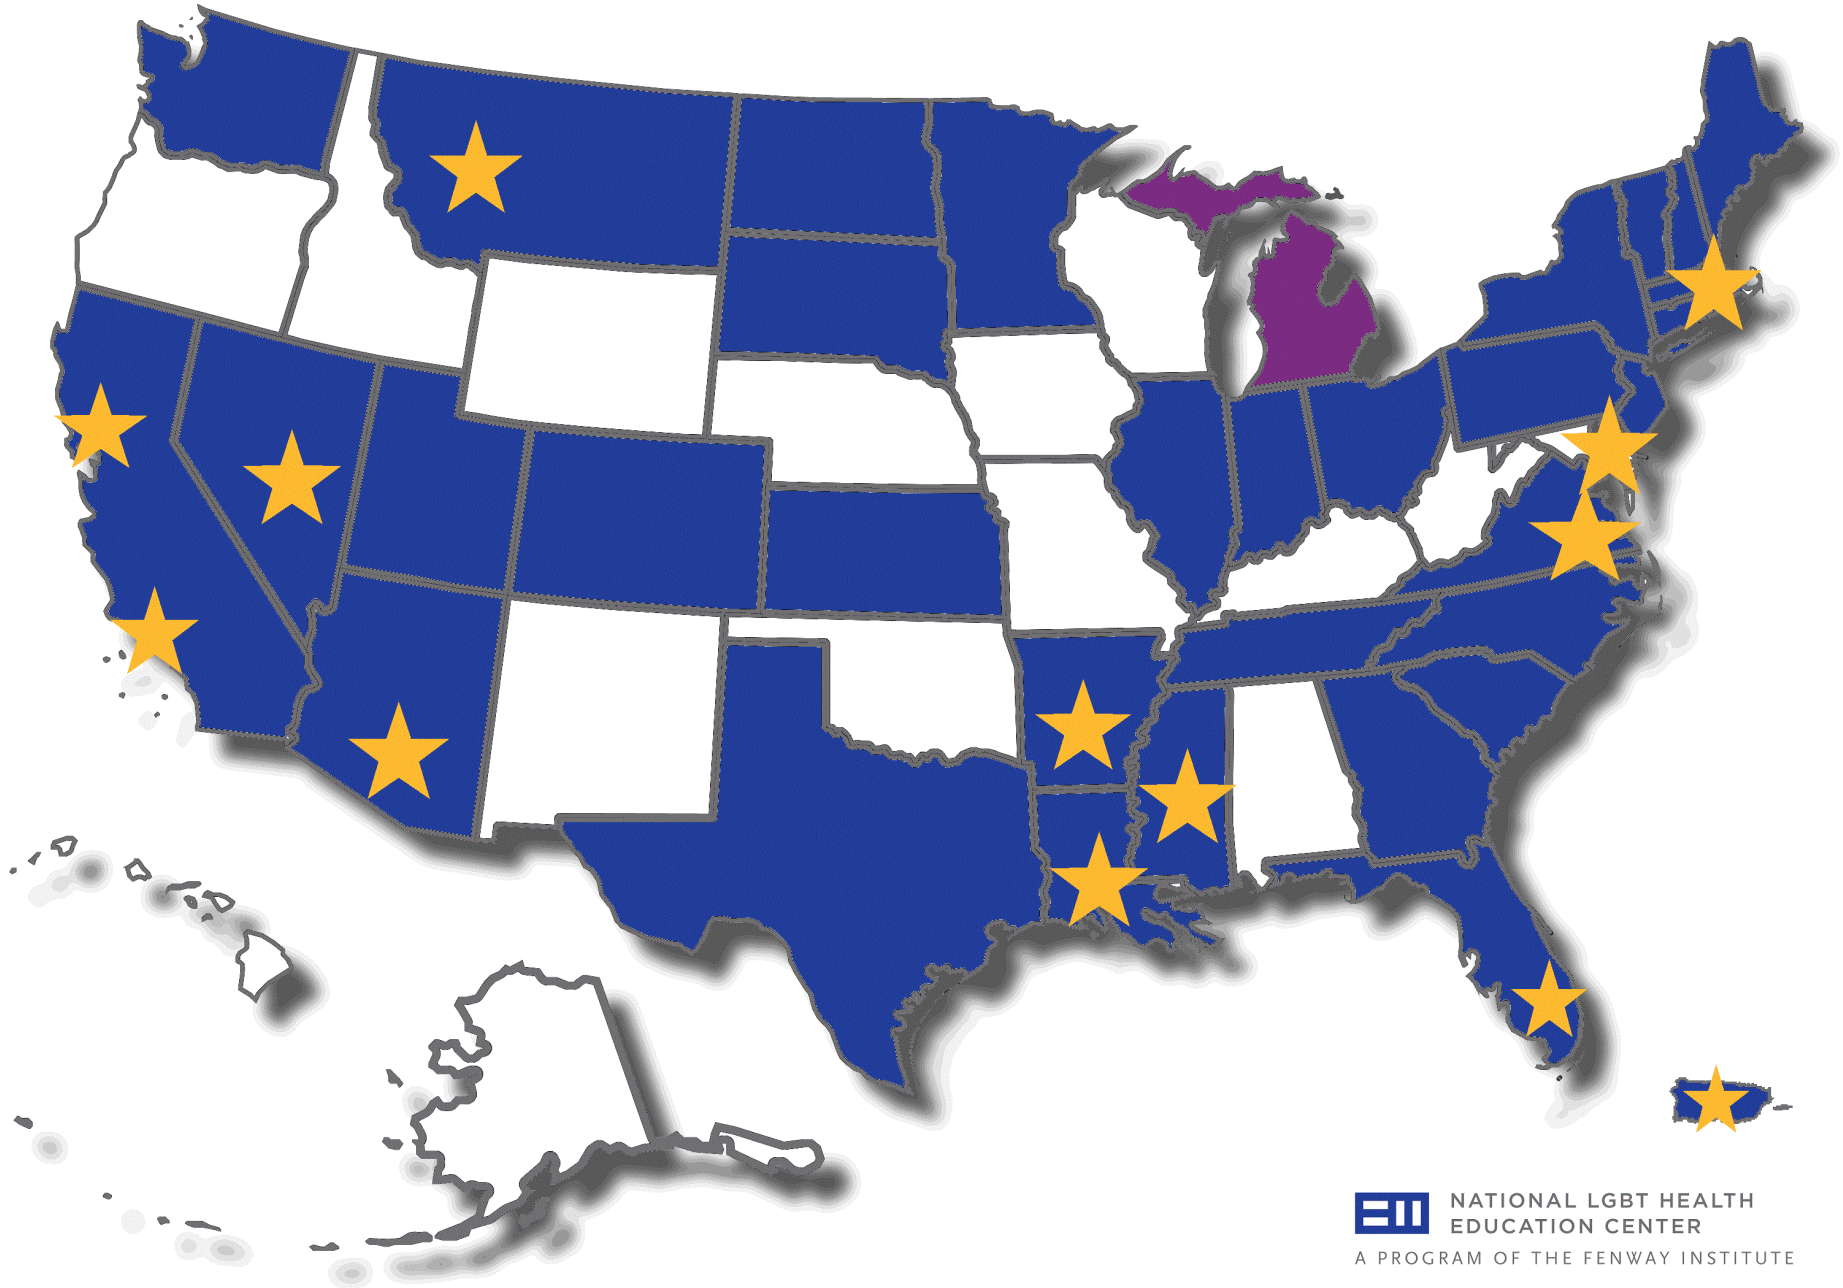 NATIONAL LGBT HEALTH
EDUCATION CENTER
A PROGRAM OF THE FENWAY INSTITUTE